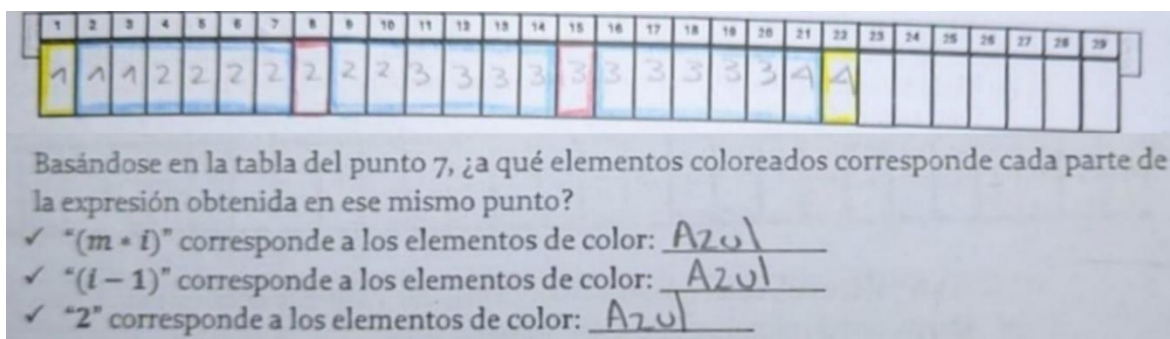 1 2 3 4 5 6 7 8 9 10 11 12 13 14 15 16 17 18 19 20 21 22 23 24 25 26 27 28 29
1 1 1 2 2 2 2 2 2 2 3 3 3 3 3 3 3 3 3 3 4 4
Basándose en la tabla del punto 7, ¿a qué elementos coloreados corresponde cada parte de
la expresión obtenida en ese mismo punto?
✓ "(m * i)" corresponde a los elementos de color: Azul
✓ "(i − 1)" corresponde a los elementos de color: Azul
✓ "2" corresponde a los elementos de color: Azul